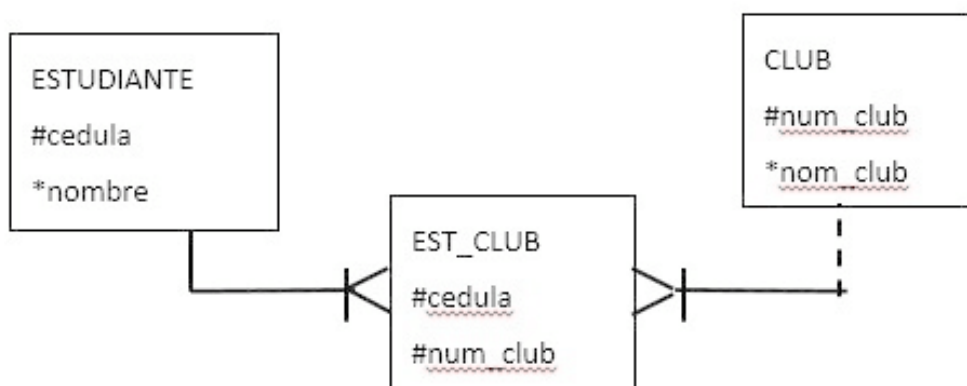 ESTUDIANTE
#cedula
*nombre
CLUB
#num_club
*nom_club
EST_CLUB
#cedula
#num_club